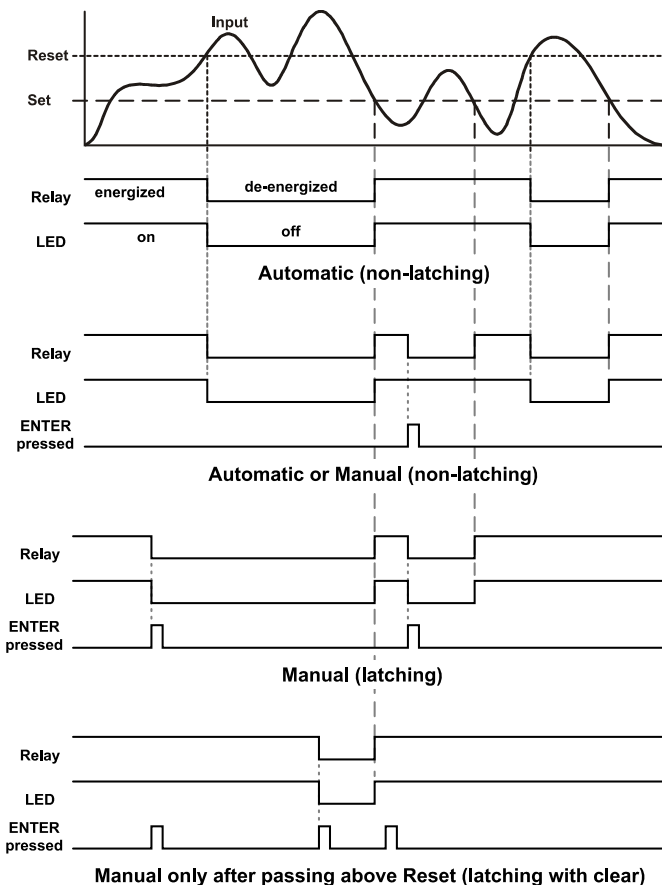 Input
Reset
Set
Relay
energized
de-energized
LED
on
off
Automatic (non-latching)
Relay
LED
ENTER
pressed
Automatic or Manual (non-latching)
Relay
LED
ENTER
pressed
Manual (latching)
Relay
LED
ENTER
pressed
Manual only after passing above Reset (latching with clear)